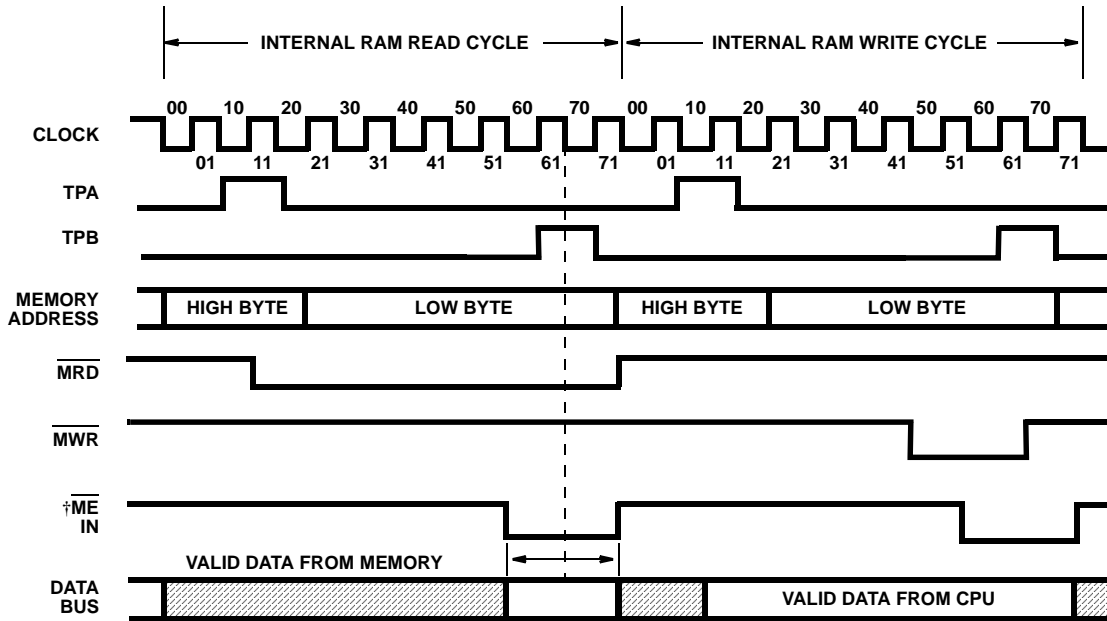 INTERNAL RAM READ CYCLE INTERNAL RAM WRITE CYCLE
00 10 20 30 40 50 60 70 00 10 20 30 40 50 60 70
CLOCK
01 11 21 31 41 51 61 71 01 11 21 31 41 51 61 71
TPA
TPB
MEMORY ADDRESS
HIGH BYTE LOW BYTE HIGH BYTE LOW BYTE
MRD
MWR
†ME
IN
VALID DATA FROM MEMORY
DATA
BUS
VALID DATA FROM CPU